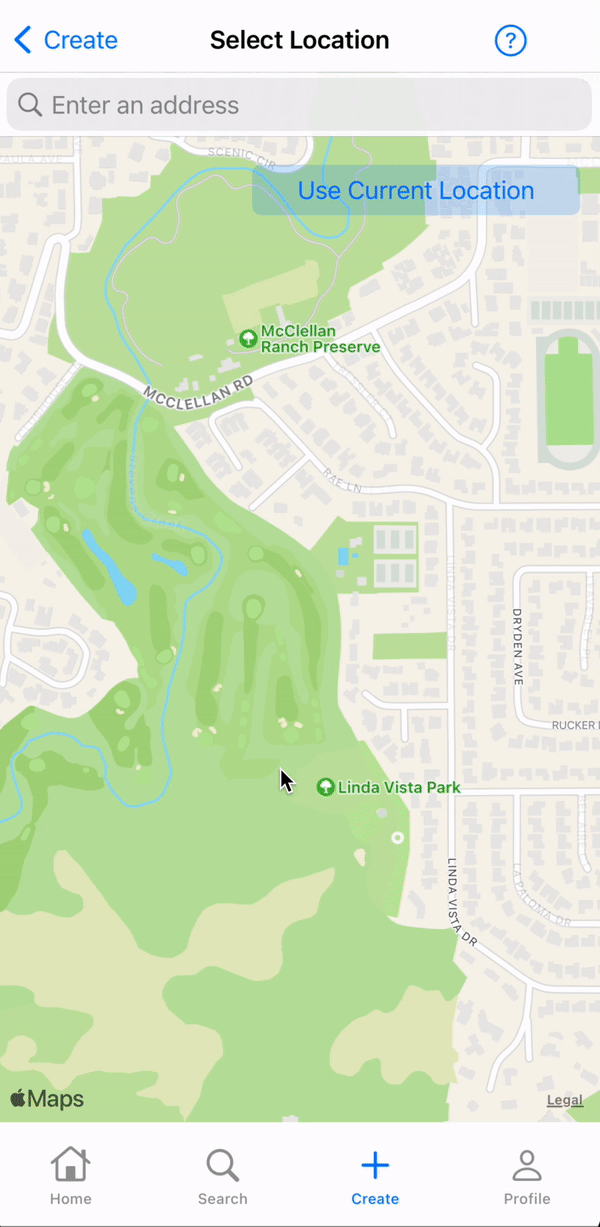 Create
Select Location
?
Enter an address
SCENIC CIR
Use Current Location
McClellan
Ranch Preserve
MCCLELLAN RD
RAE LN
LINDA VISTA DR
DRYDEN AVE
RUCKER
Linda Vista Park
LINDA VISTA DR
LA PALOMA DR
Maps
Legal
Home
Search
Create
Profile